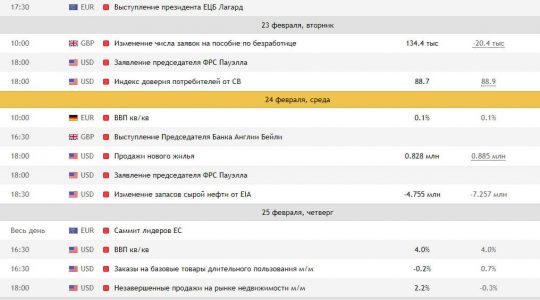 17:30 EUR Выступление президента ЕЦБ Лагард
23 февраля, вторник
10:00 GBP Изменение числа заявок на пособие по безработице 134.4 тыс -20.4 тыс
18:00 USD Заявление председателя ФРС Пауэлла
18:00 USD Индекс доверия потребителей от CB 88.7 88.9
24 февраля, среда
10:00 EUR ВВП кв/кв 0.1% 0.1%
16:30 GBP Выступление Председателя Банка Англии Бейли
18:00 USD Продажи нового жилья 0.828 млн 0.885 млн
18:00 USD Заявление председателя ФРС Пауэлла
18:30 USD Изменение запасов сырой нефти от EIA -4.755 млн -7.257 млн
25 февраля, четверг
Весь день EUR Саммит лидеров ЕС
16:30 USD ВВП кв/кв 4.0% 4.0%
16:30 USD Заказы на базовые товары длительного пользования м/м -0.2% 0.7%
18:00 USD Незавершенные продажи на рынке недвижимости м/м 2.2% -0.3%